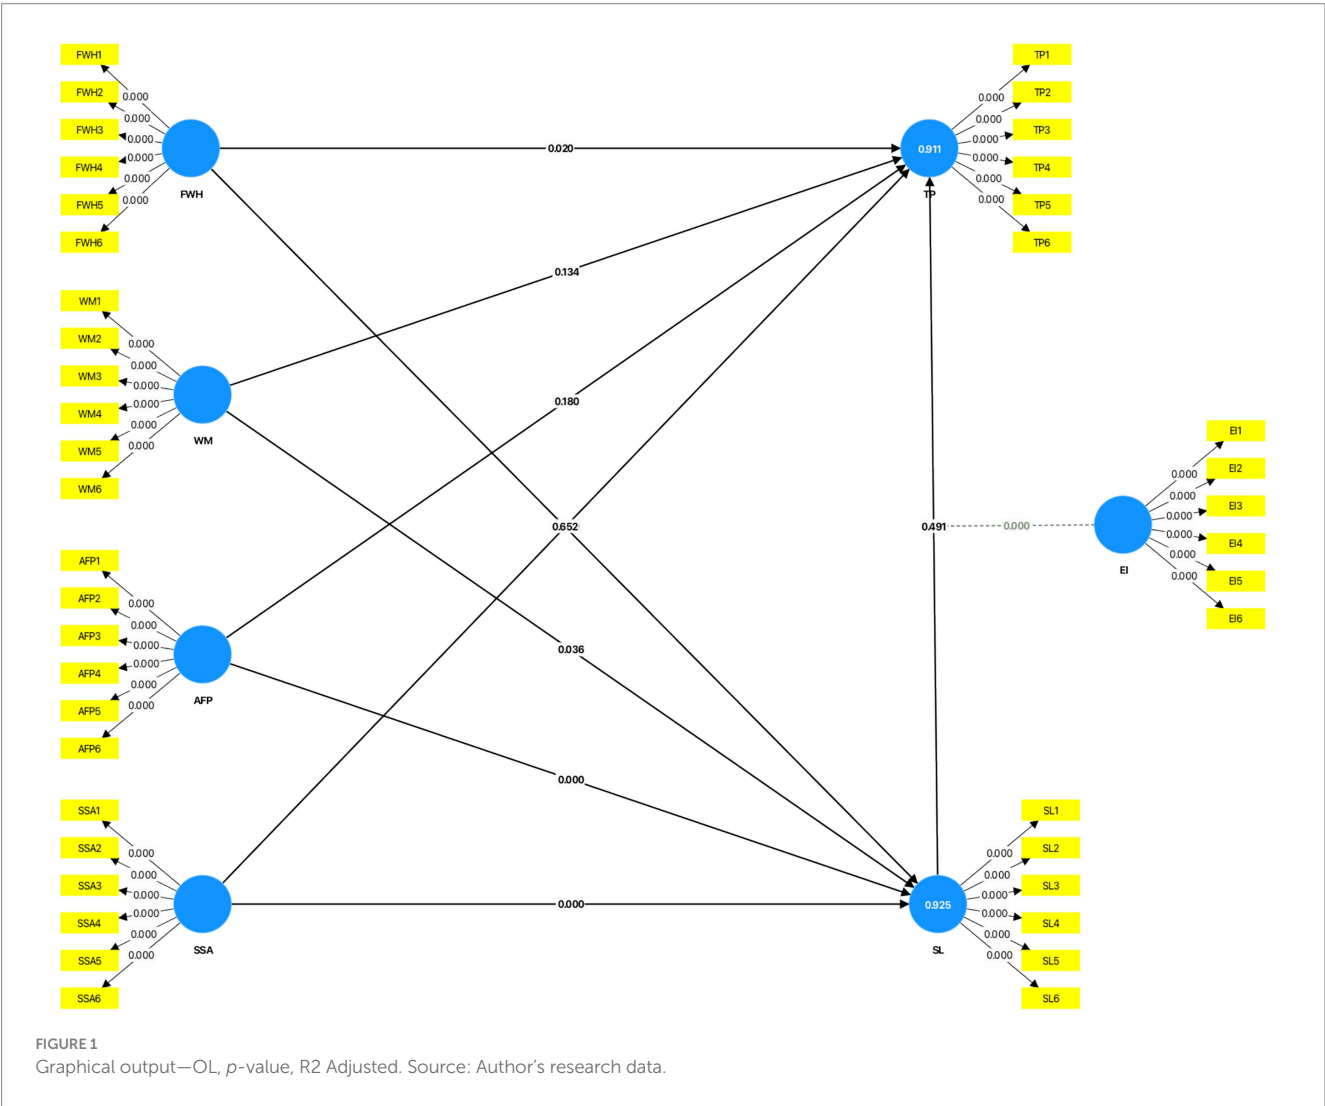 FWH1
FWH2
FWH3
FWH4
FWH5
FWH6
0.000
0.000
0.000
0.000
0.000
0.000
FWH
WM1
WM2
WM3
WM4
WM5
WM6
0.000
0.000
0.000
0.000
0.000
0.000
WM
AFP1
AFP2
AFP3
AFP4
AFP5
AFP6
0.000
0.000
0.000
0.000
0.000
0.000
AFP
SSA1
SSA2
SSA3
SSA4
SSA5
SSA6
0.000
0.000
0.000
0.000
0.000
0.000
SSA
0.020
0.134
0.180
0.652
0.036
0.000
0.000
0.911
TP
0.000
0.000
0.000
0.000
0.000
0.000
TP1
TP2
TP3
TP4
TP5
TP6
0.491
0.000
EI
0.000
0.000
0.000
0.000
0.000
0.000
EI1
EI2
EI3
EI4
EI5
EI6
0.925
SL
0.000
0.000
0.000
0.000
0.000
0.000
SL1
SL2
SL3
SL4
SL5
SL6
FIGURE 1
Graphical output—OL, p-value, R2 Adjusted. Source: Author's research data.